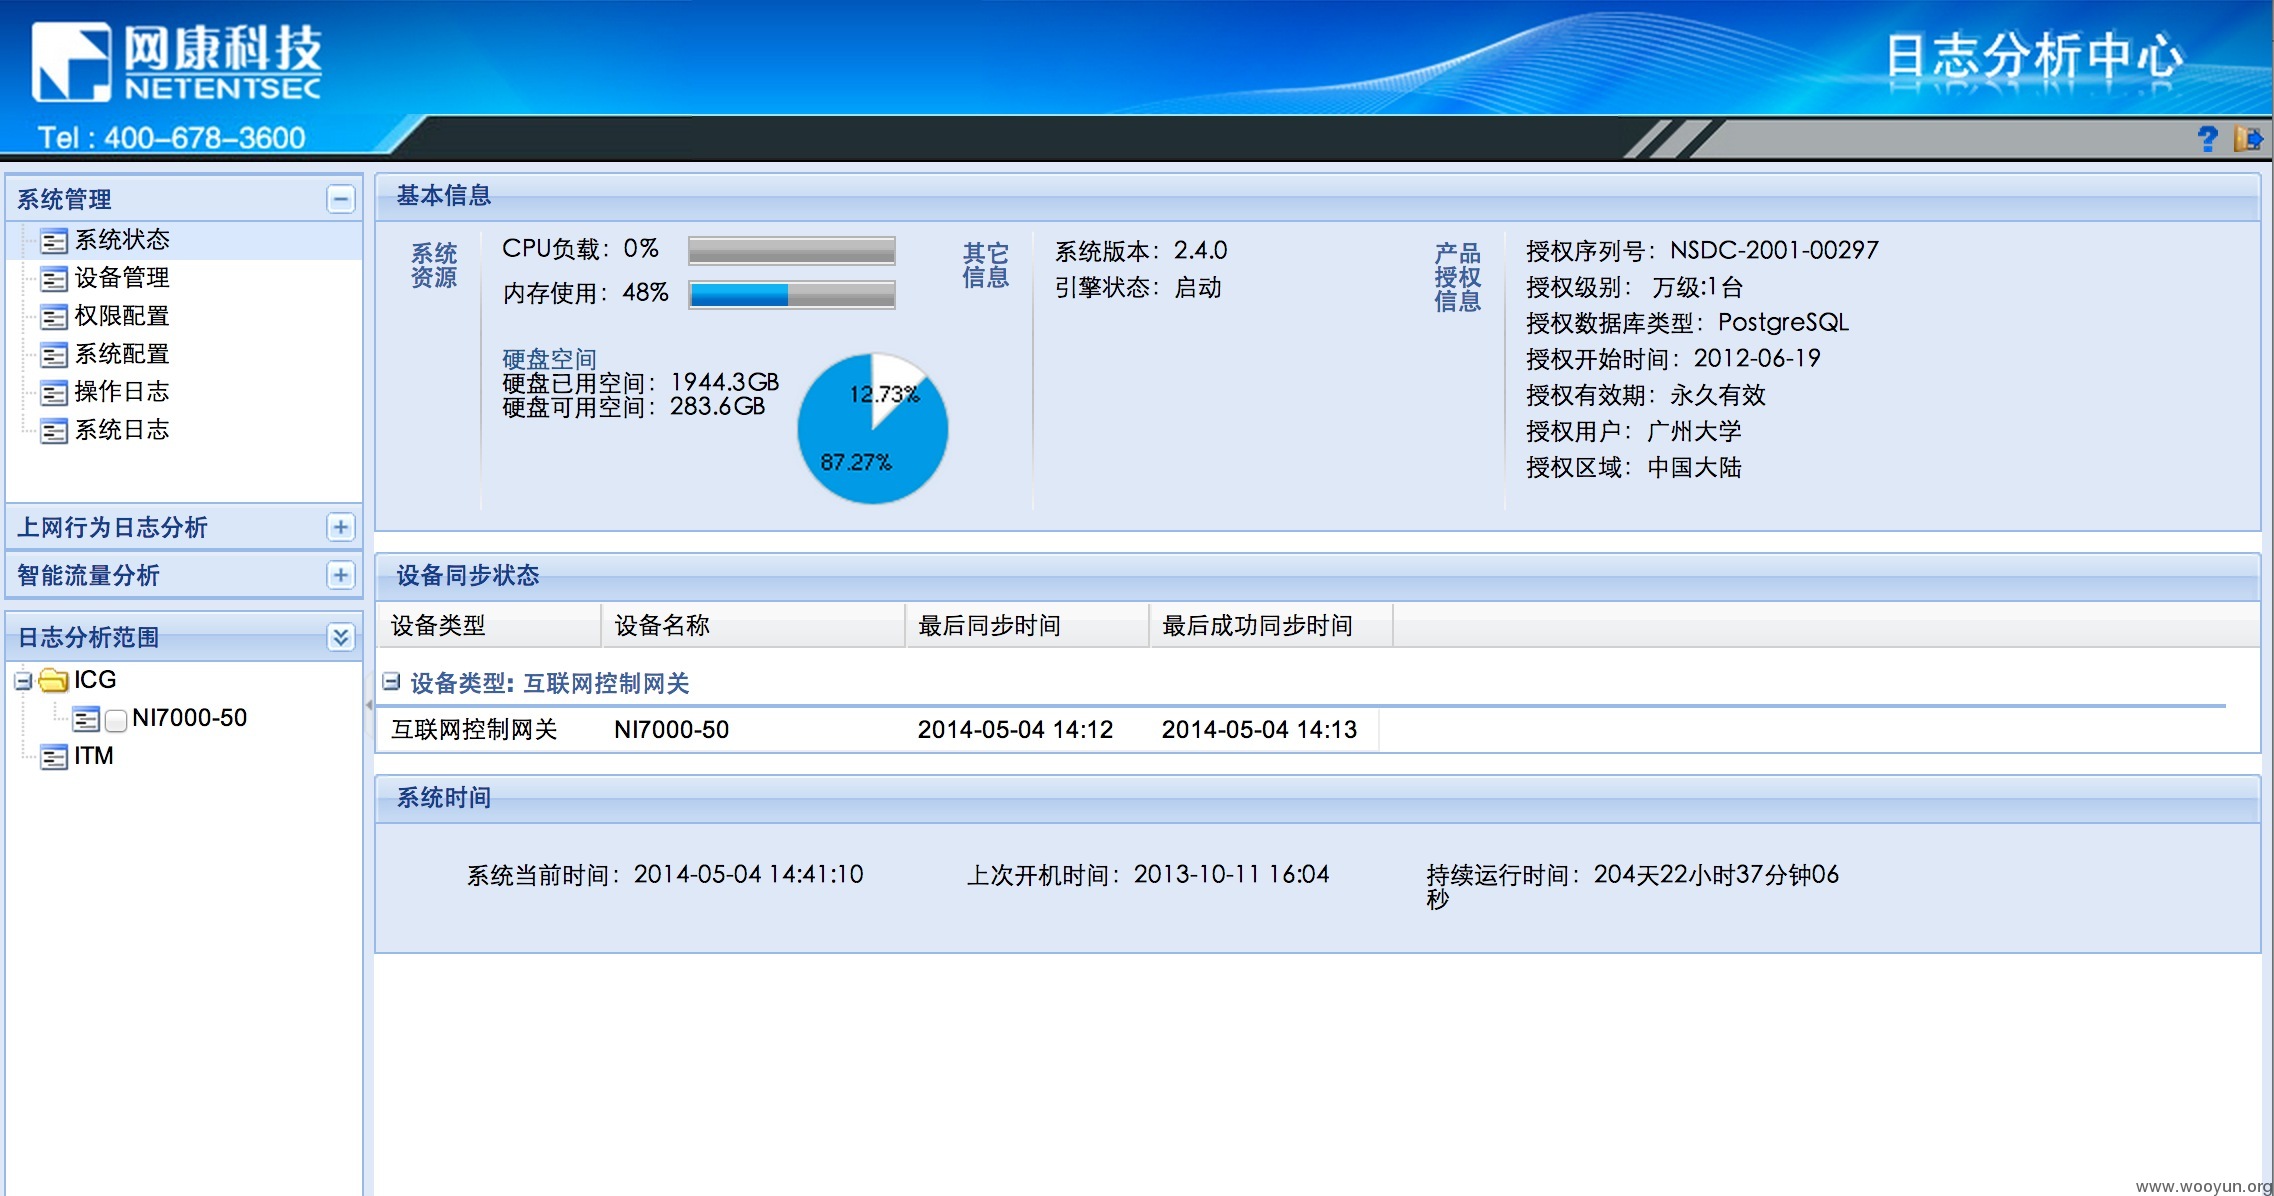 网康科技
NETENTSEC
日志分析中心
Tel : 400-678-3600
系统管理
系统状态
设备管理
权限配置
系统配置
操作日志
系统日志
上网行为日志分析
智能流量分析
日志分析范围
ICG
NI7000-50
ITM
基本信息
系统
资源
CPU负载: 0%
内存使用: 48%
硬盘空间
硬盘已用空间: 1944.3GB
硬盘可用空间: 283.6GB
12.73%
87.27%
其它
信息
系统版本: 2.4.0
引擎状态: 启动
产品
授权
信息
授权序列号: NSDC-2001-00297
授权级别: 万级:1台
授权数据库类型: PostgreSQL
授权开始时间: 2012-06-19
授权有效期: 永久有效
授权用户: 广州大学
授权区域: 中国大陆
设备同步状态
设备类型 设备名称 最后同步时间 最后成功同步时间
设备类型: 互联网控制网关
互联网控制网关 NI7000-50 2014-05-04 14:12 2014-05-04 14:13
系统时间
系统当前时间: 2014-05-04 14:41:10 上次开机时间: 2013-10-11 16:04 持续运行时间: 204天22小时37分钟06
秒
www.wooyun.org